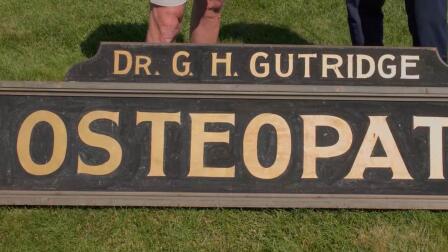 DR. G. H. GUTRIDGE
OSTEOPAT